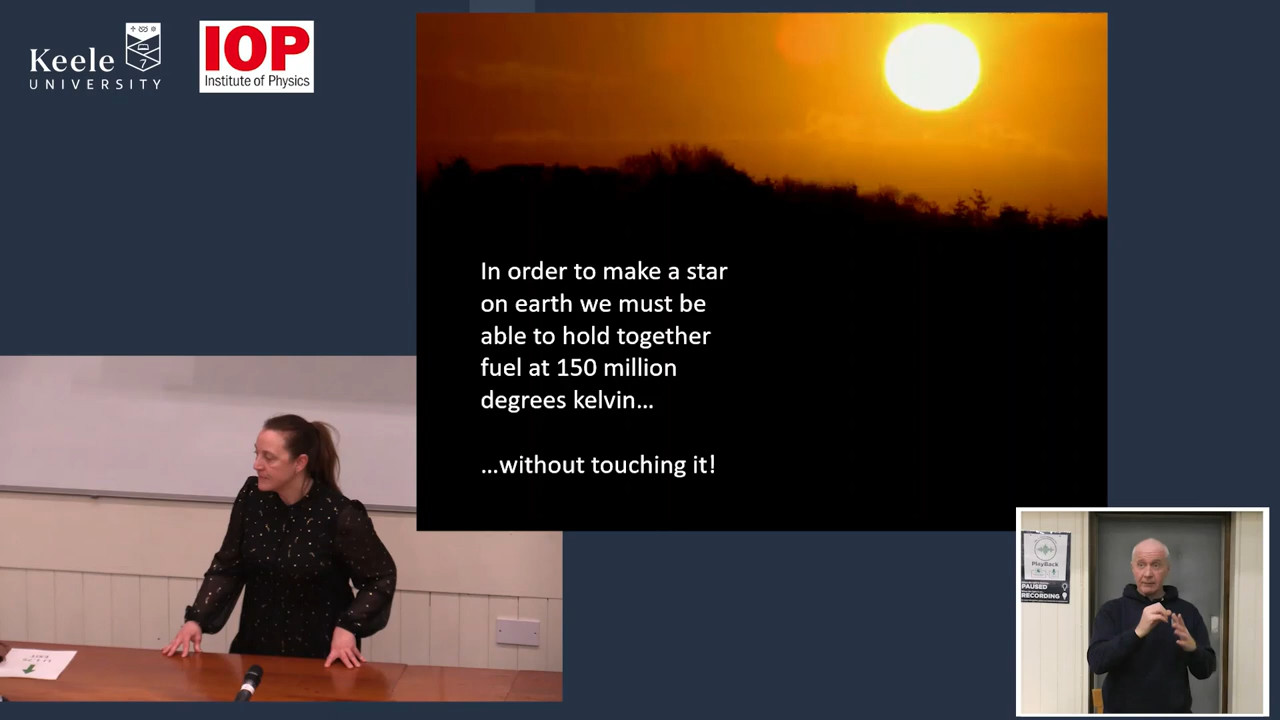 Keele
UNIVERSITY
IOP
Institute of Physics
In order to make a star
on earth we must be
able to hold together
fuel at 150 million
degrees kelvin…
…without touching it!
PlayBack
PAUSED
RECORDING